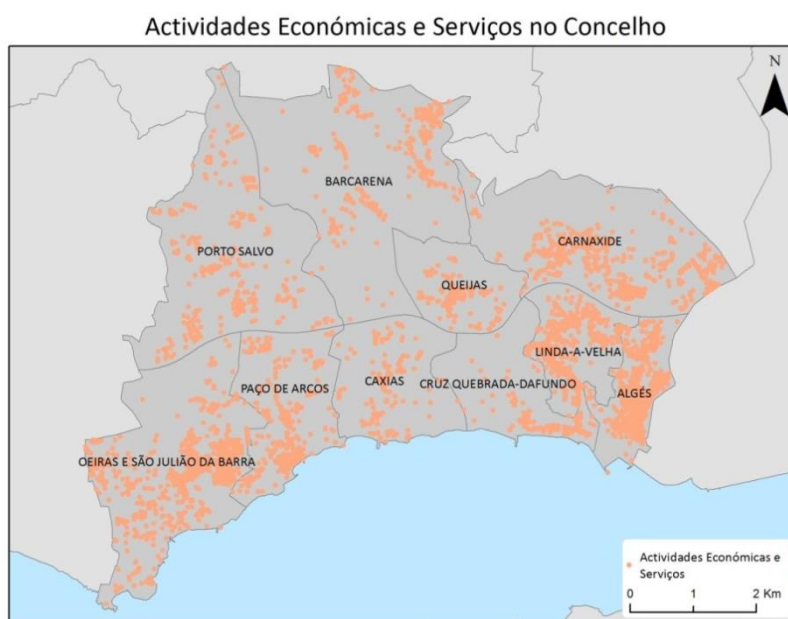 Actividades Económicas e Serviços no Concelho
N
BARCARENA
CARNAXIDE
PORTO SALVO
QUEIJAS
LINDA-A-VELHA
PAÇO DE ARCOS
CAXIAS
CRUZ QUEBRADA-DAFUNDO
ALGÉS
OEIRAS E SÃO JULIÃO DA BARRA
Actividades Económicas e
Serviços
0 1 2 Km